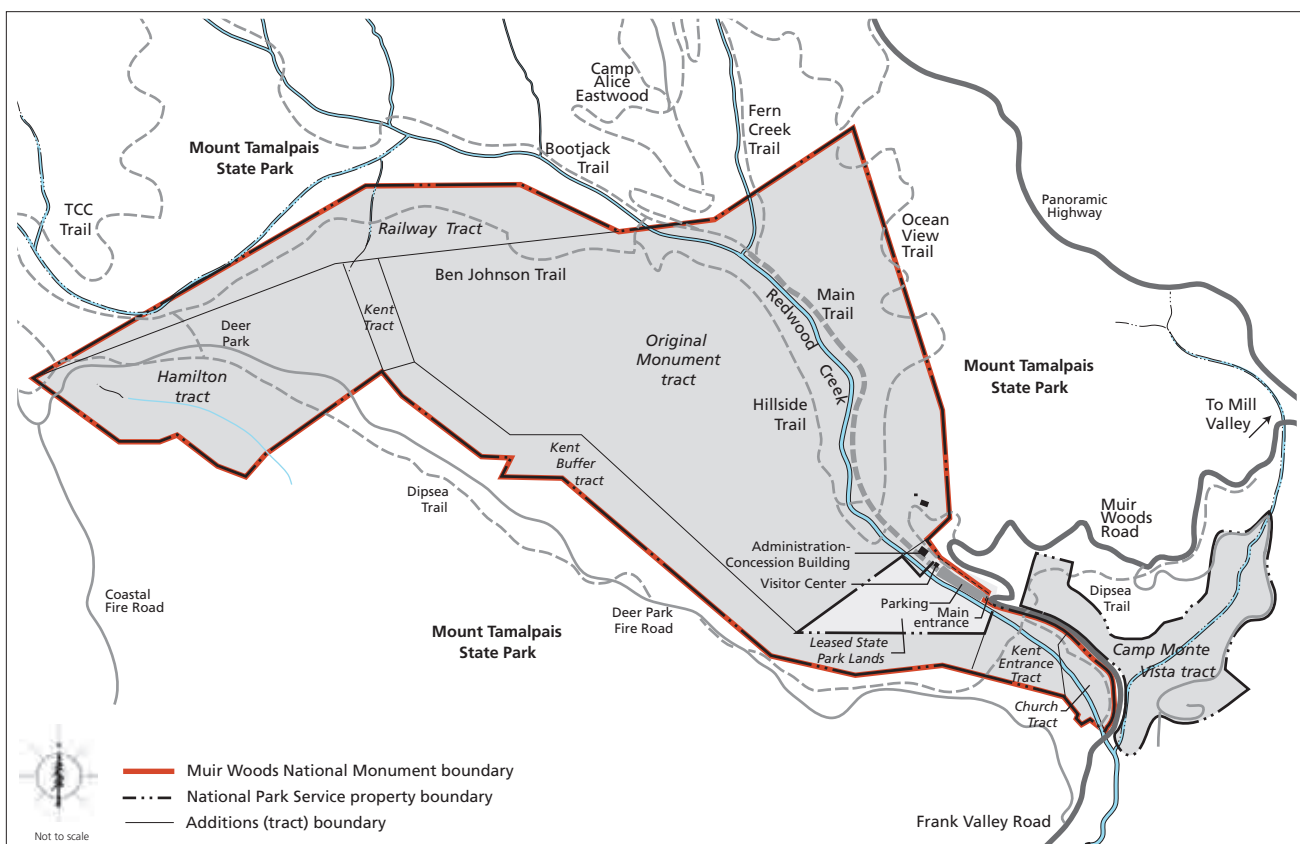 Camp
Alice
Eastwood
Fern
Creek
Trail
Mount Tamalpais
State Park
Bootjack
Trail
TCC
Trail
Railway Tract
Ocean
View
Trail
Panoramic
Highway
Ben Johnson Trail
Kent
Tract
Redwood
Creek
Main
Trail
Deer
Park
Original
Monument
tract
Hamilton
tract
Mount Tamalpais
State Park
Hillside
Trail
To Mill
Valley
Kent
Buffer
tract
Dipsea
Trail
Muir
Woods
Road
Administration-
Concession Building
Visitor Center
Parking
Main
entrance
Dipsea
Trail
Coastal
Fire Road
Deer Park
Fire Road
Mount Tamalpais
State Park
Leased State
Park Lands
Kent
Entrance
Tract
Camp Monte
Vista tract
Church
Tract
Muir Woods National Monument boundary
National Park Service property boundary
Additions (tract) boundary
Not to scale
Frank Valley Road